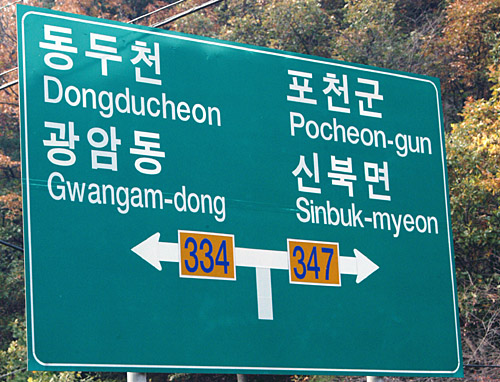 동두천
Dongducheon
광암동
Gwangam-dong
포천군
Pocheon-gun
신북면
Sinbuk-myeon
334
347